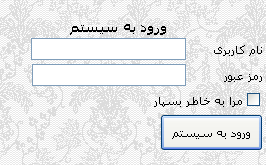 ورود به سیستم
نام کاربری
رمز عبور
مرا به خاطر بسپار
ورود به سیستم